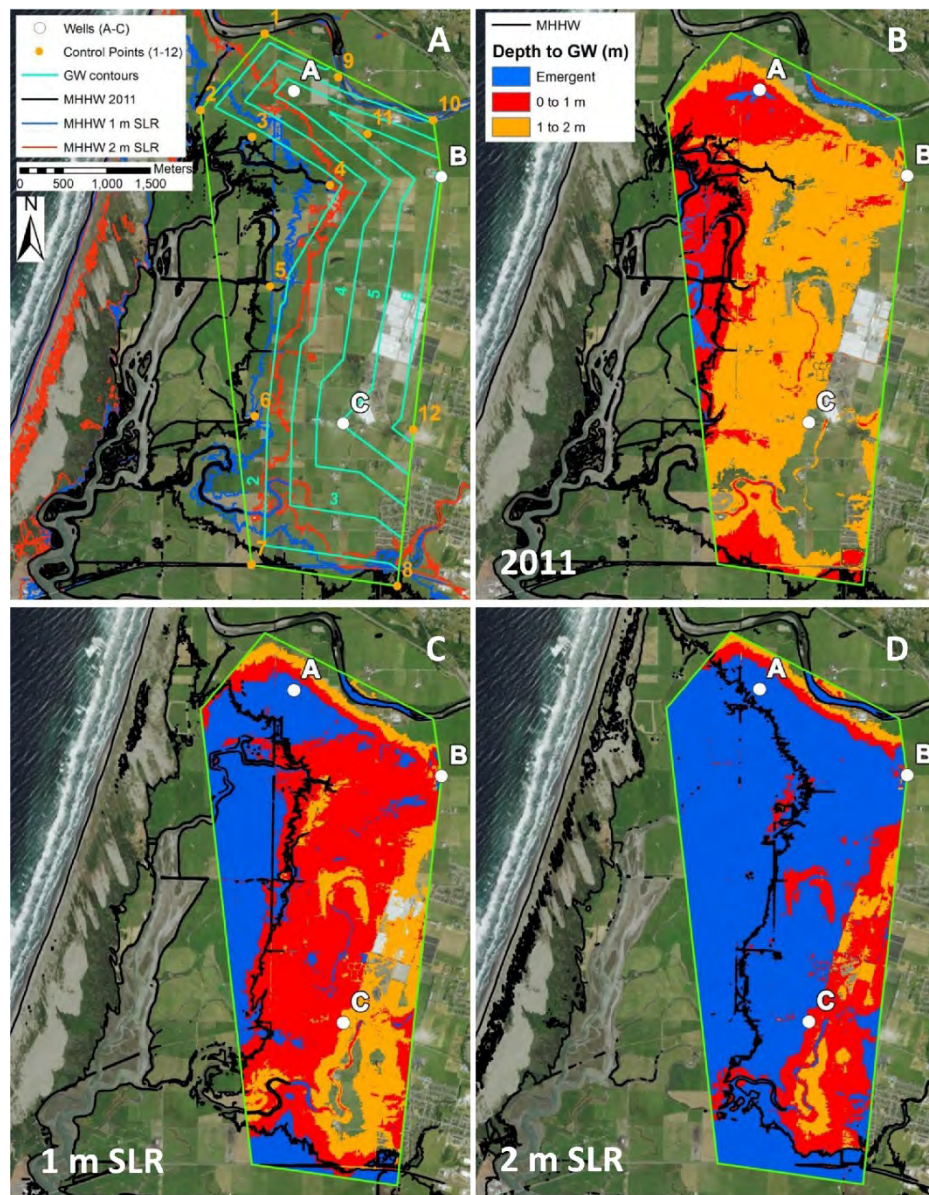 Wells (A-C)
Control Points (1-12)
GW contours
MHHW 2011
MHHW 1 m SLR
MHHW 2 m SLR
Meters
0 500 1,000 1,500
N
A
1
2
3
4
5
6
7
8
9
10
11
12
A
B
C
2
3
4
5
6
B
MHHW
Depth to GW (m)
Emergent
0 to 1 m
1 to 2 m
A
B
C
2011
C
A
B
C
1 m SLR
D
A
B
C
2 m SLR